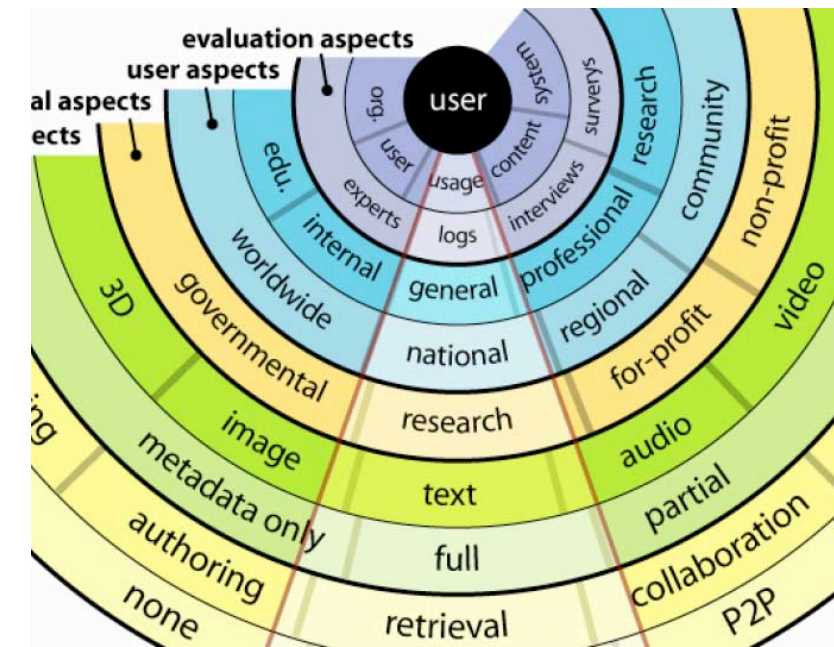 evaluation aspects
user aspects
al aspects
ects
user
org.
user
usage
content
system
experts
logs
interviews
surverys
edu.
internal
general
professional
research
worldwide
national
regional
community
governmental
research
for-profit
non-profit
3D
image
text
audio
video
metadata only
full
partial
ing
authoring
retrieval
collaboration
none
P2P